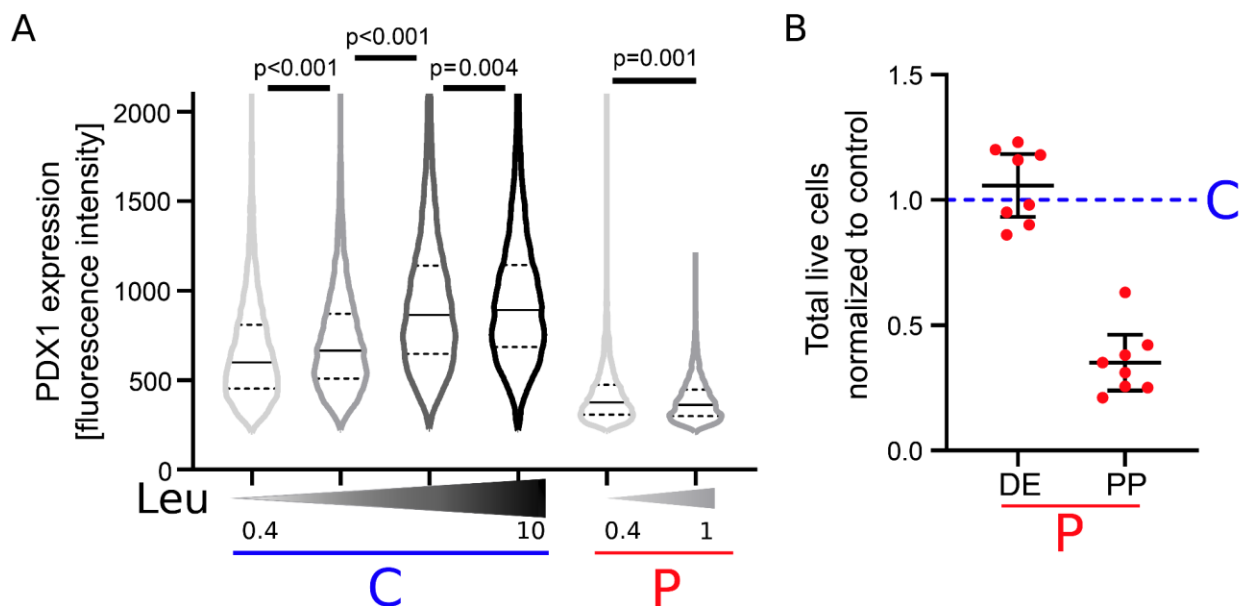 A
p<0.001
p<0.001
p=0.004
p=0.001
PDX1 expression
[fluorescence intensity]
2000
1500
1000
500
0
Leu
0.4
10
0.4
1
C
P
B
Total live cells
normalized to control
1.5
1.0
0.5
0.0
C
DE
PP
P